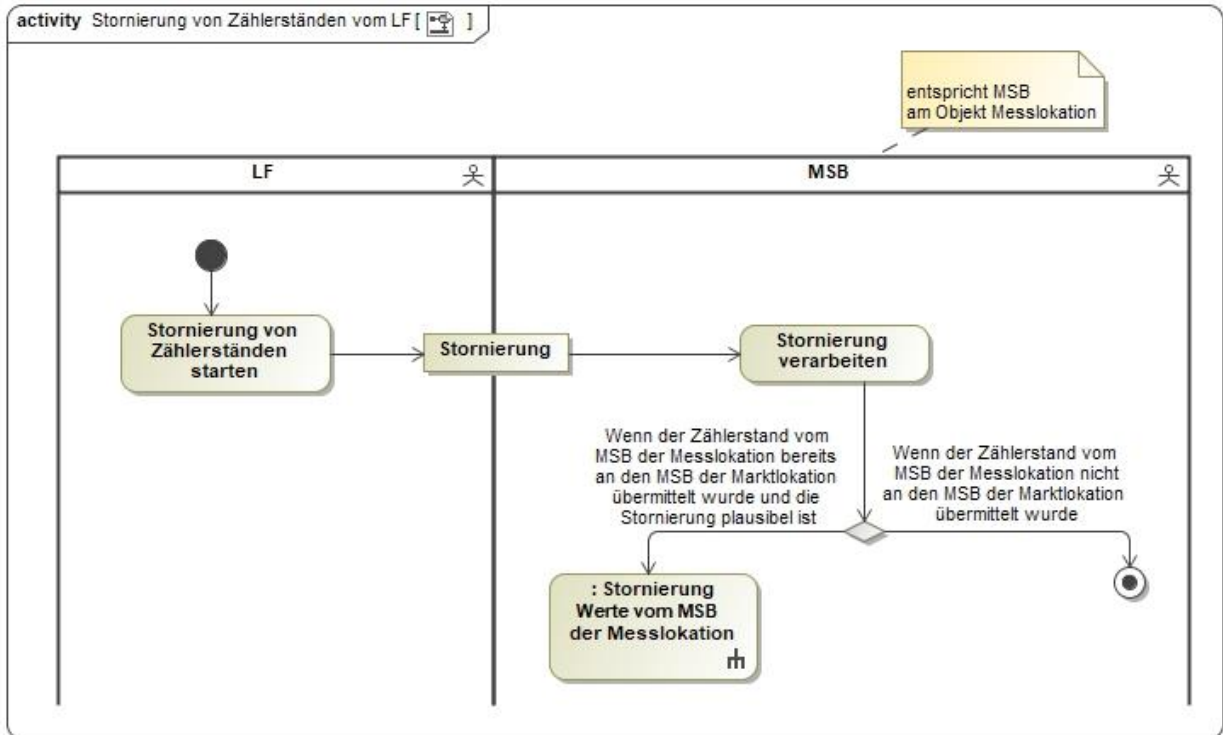 activity Stornierung von Zählerständen vom LF [ ]
entspricht MSB
am Objekt Messlokation
LF
MSB
Stornierung von
Zählerständen
starten
Stornierung
Stornierung
verarbeiten
Wenn der Zählerstand vom
MSB der Messlokation bereits
an den MSB der Marktlokation
übermittelt wurde und die
Stornierung plausibel ist
Wenn der Zählerstand vom
MSB der Messlokation nicht
an den MSB der Marktlokation
übermittelt wurde
: Stornierung
Werte vom MSB
der Messlokation